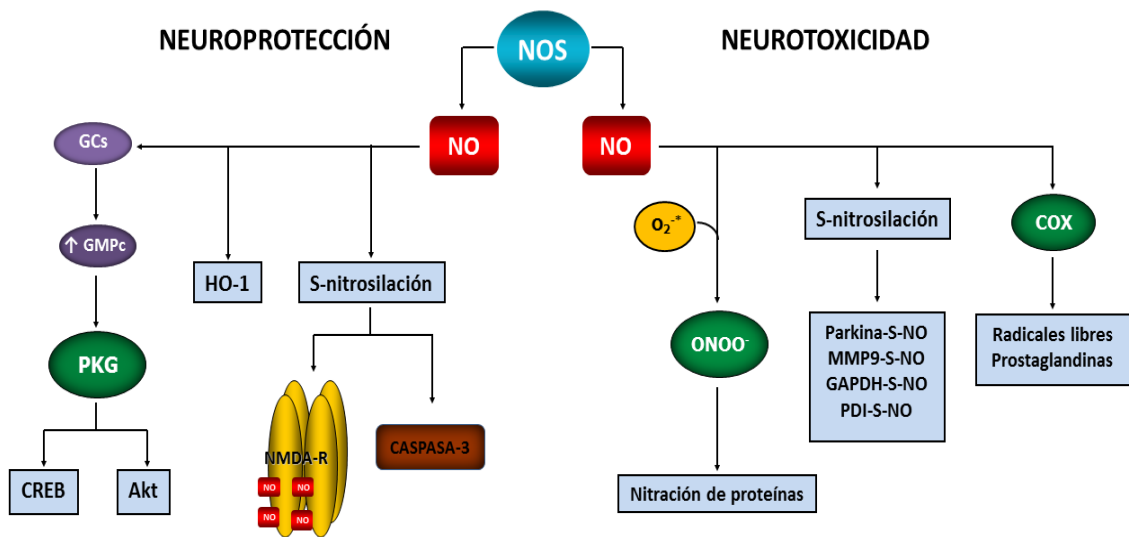 NEUROPROTECCIÓN
NOS
NEUROTOXICIDAD
NO
NO
GCs
↑ GMPc
PKG
CREB
Akt
HO-1
S-nitrosilación
NMDA-R
NO
NO
NO
NO
CASPASA-3
O₂⁻*
ONOO⁻
Nitración de proteínas
S-nitrosilación
Parkina-S-NO
MMP9-S-NO
GAPDH-S-NO
PDI-S-NO
COX
Radicales libres
Prostaglandinas